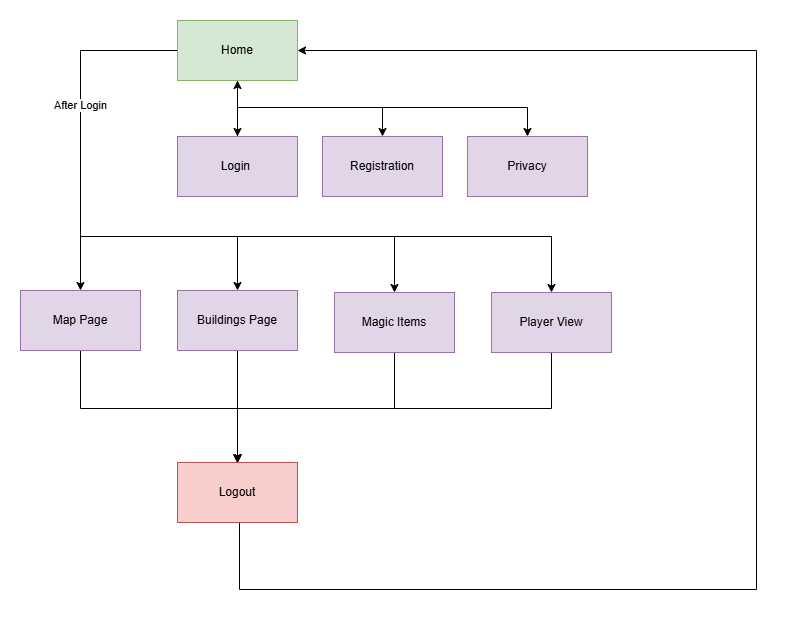 Home
After Login
Login
Registration
Privacy
Map Page
Buildings Page
Magic Items
Player View
Logout